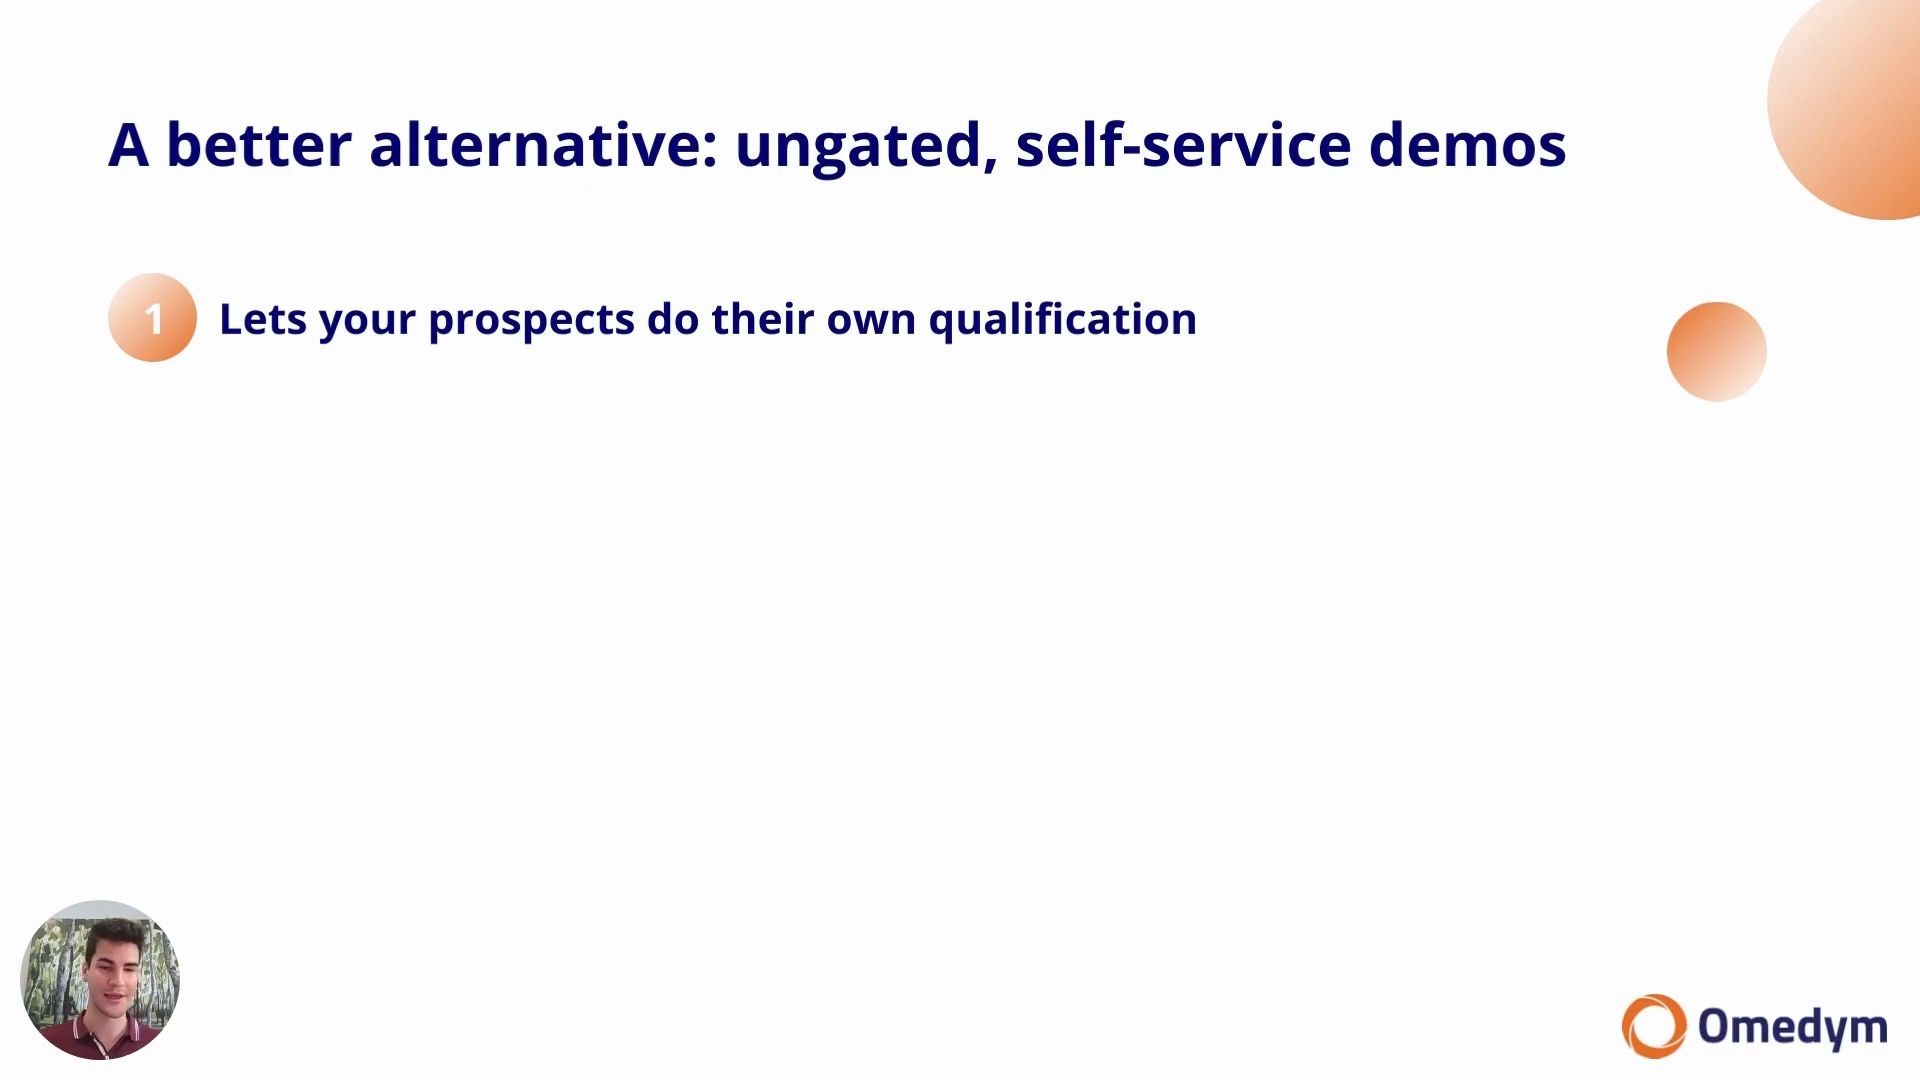 A better alternative: ungated, self-service demos
1 Lets your prospects do their own qualification
Omedym